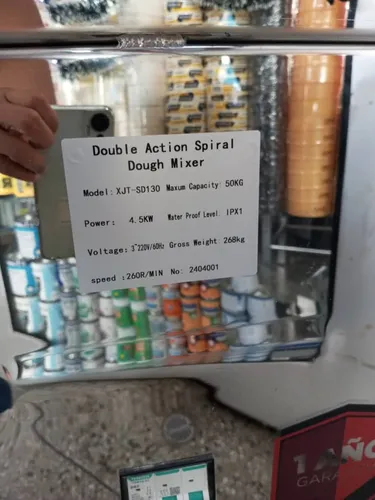 Double Action Spiral
Dough Mixer
Model: XJT-SD130 Maxum Capacity: 50KG
Power: 4.5KW Water Proof Level: IPX1
Voltage: 3~220V/60Hz Gross Weight: 268kg
speed :260R/MIN No: 2404001
1 AÑO
GARA